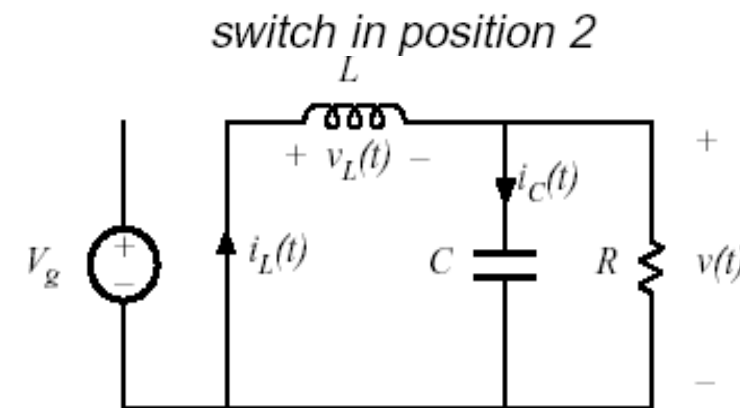 switch in position 2
L
+ v_L(t) –
+
i_C(t)
V_g
+
–
i_L(t)
C
R
v(t)
–